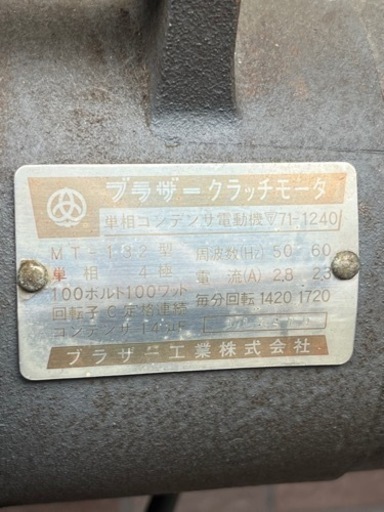 ブラザークラッチモータ
単相コンデンサ電動機 ▽71-1240
MT-132型 周波数(Hz) 50 60
単相 4極 電流(A) 2.8 2.3
100ボルト100ワット 毎分回転 1420 1720
回転子 定格連続
コンデンサ
ブラザー工業株式会社